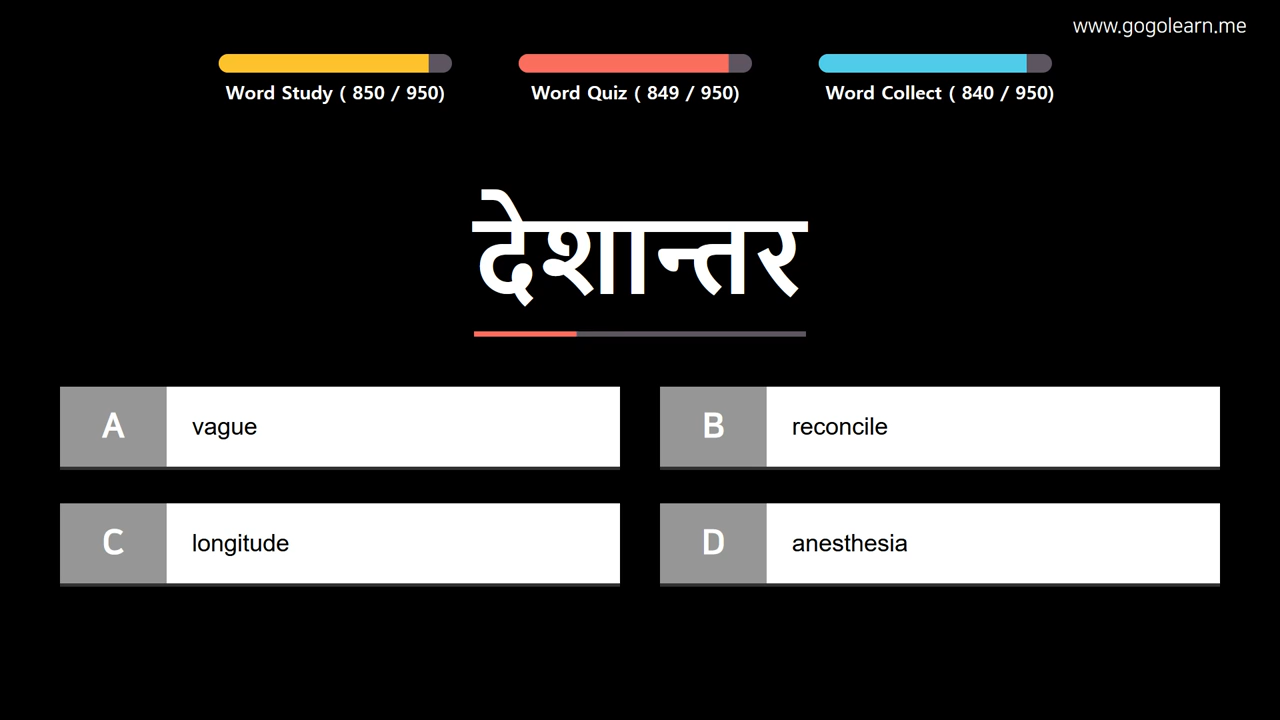 www.gogolearn.me
Word Study ( 850 / 950)
Word Quiz ( 849 / 950)
Word Collect ( 840 / 950)
देशान्तर
A vague
B reconcile
C longitude
D anesthesia